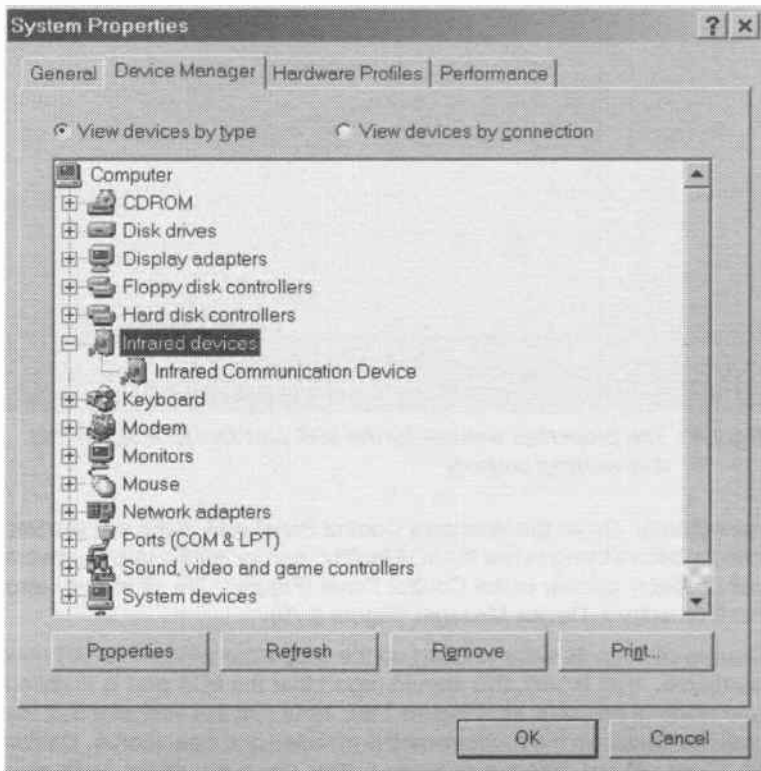 System Properties
? ×
General Device Manager Hardware Profiles Performance
View devices by type View devices by connection
Computer
CDROM
Disk drives
Display adapters
Floppy disk controllers
Hard disk controllers
Infrared devices
Infrared Communication Device
Keyboard
Modem
Monitors
Mouse
Network adapters
Ports (COM & LPT)
Sound, video and game controllers
System devices
Properties Refresh Remove Print...
OK Cancel